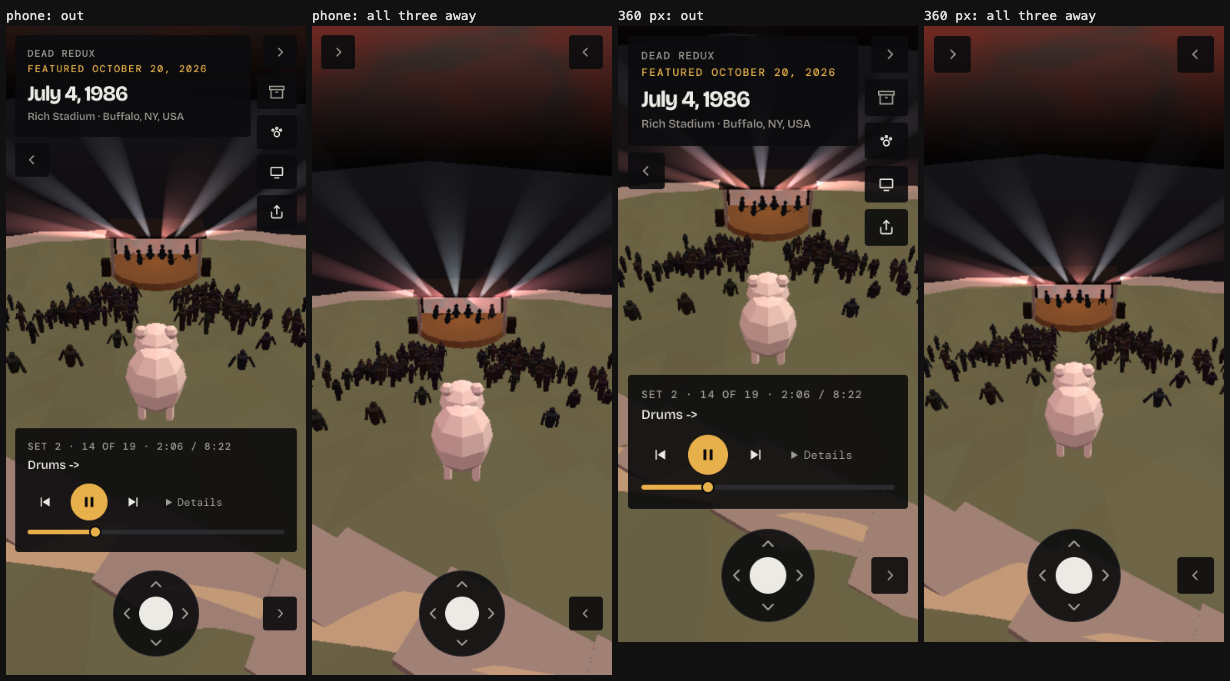 phone: out
DEAD REDUX
FEATURED OCTOBER 20, 2026
July 4, 1986
Rich Stadium · Buffalo, NY, USA
SET 2 · 14 OF 19 · 2:06 / 8:22
Drums ->
Details
phone: all three away
360 px: out
DEAD REDUX
FEATURED OCTOBER 20, 2026
July 4, 1986
Rich Stadium · Buffalo, NY, USA
SET 2 · 14 OF 19 · 2:06 / 8:22
Drums ->
Details
360 px: all three away